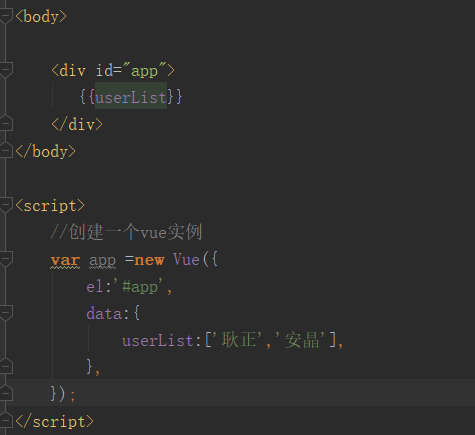 <body>
<div id="app">
{{userList}}
</div>
</body>
<script>
//创建一个vue实例
var app =new Vue({
el:'#app',
data:{
userList:['耿正','安晶'],
},
});
</script>